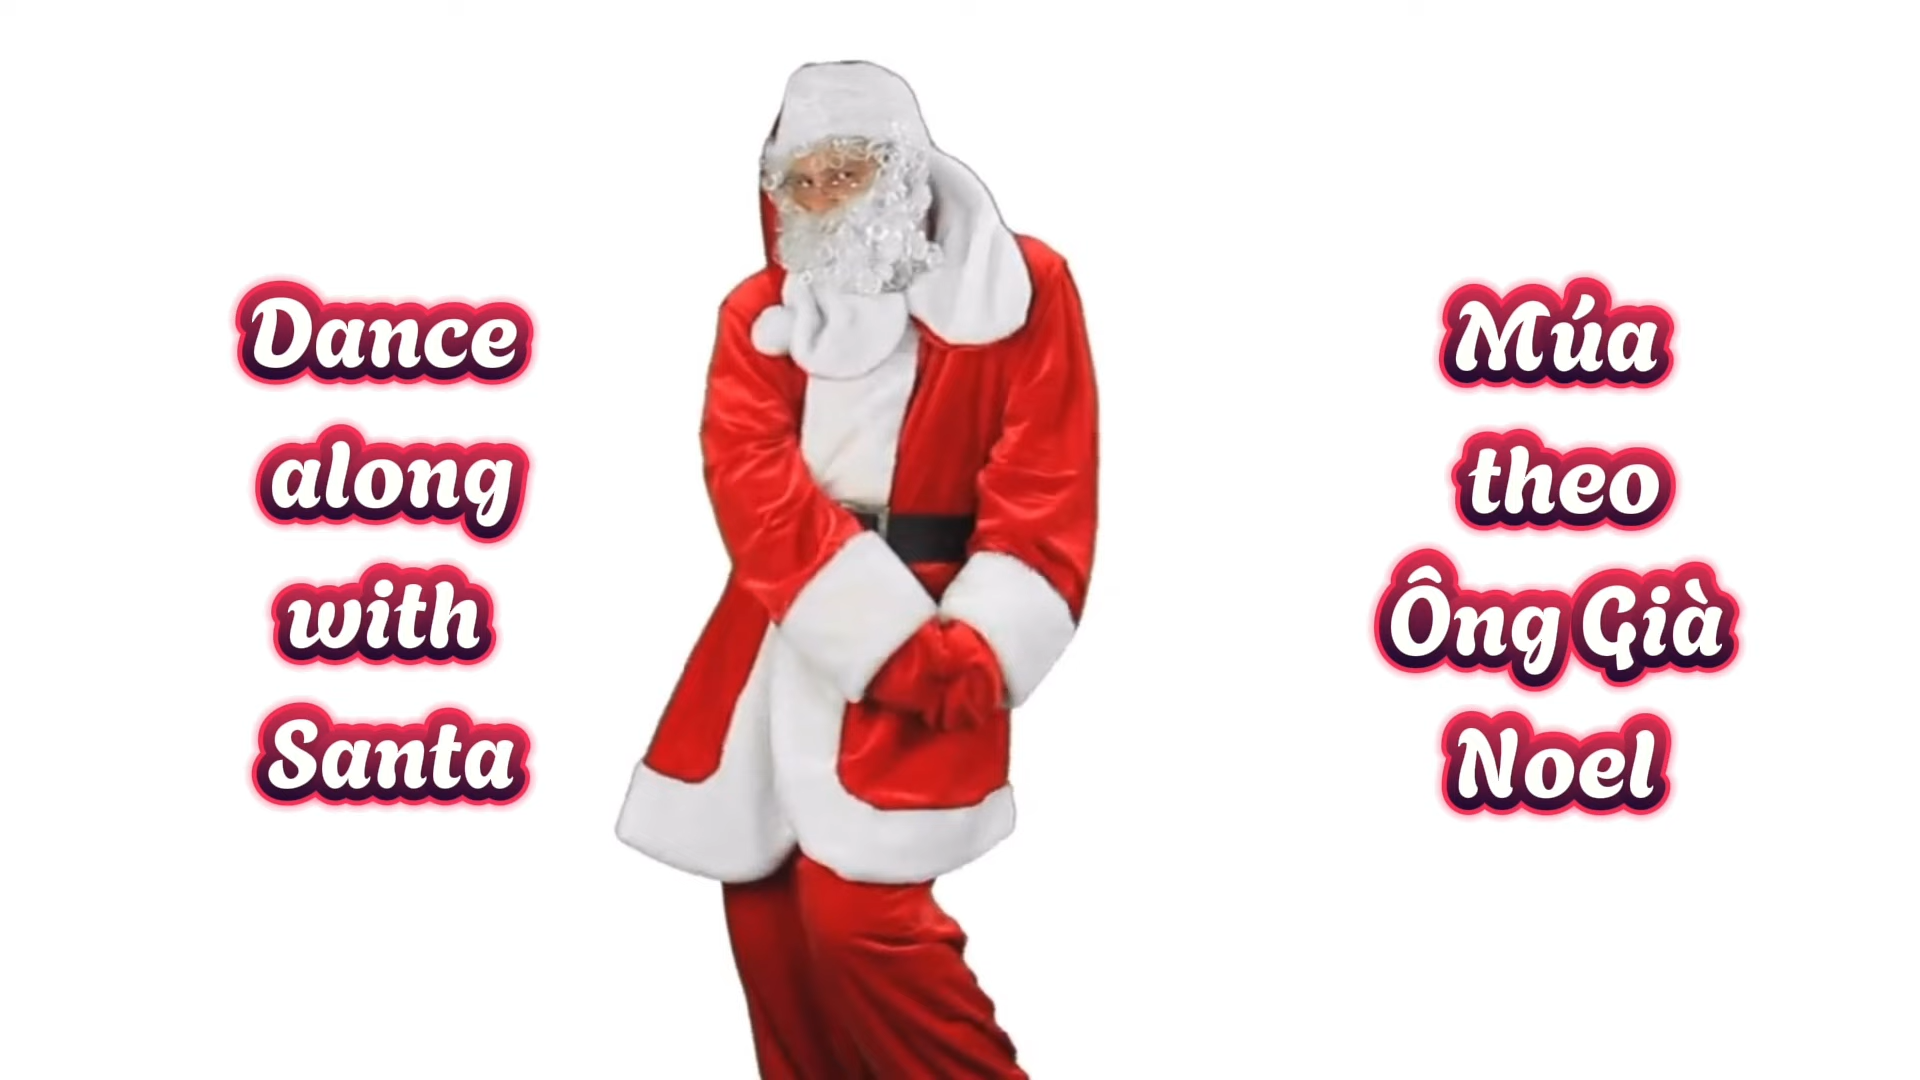 Dance
along
with
Santa
Múa
theo
Ông Già
Noel